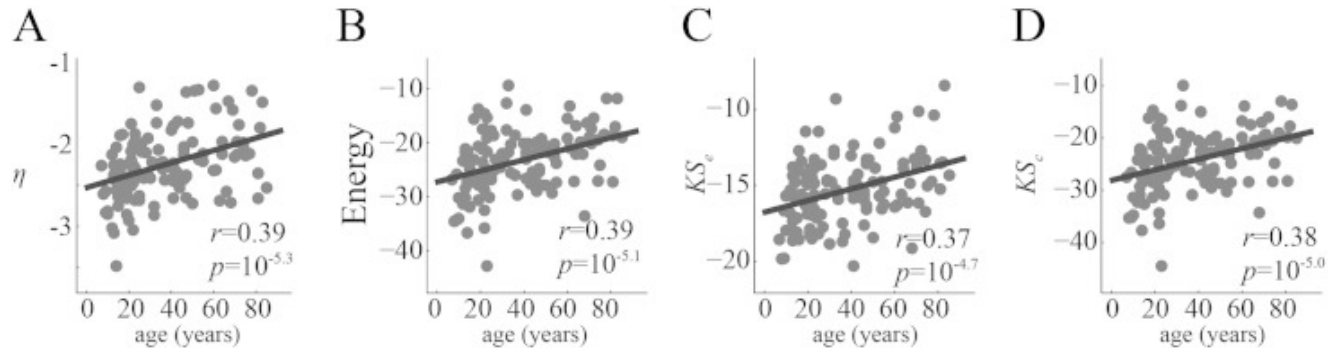 A
-1
-2
-3
η
r=0.39
p=10^-5.3
0 20 40 60 80
age (years)
B
−10
−20
−30
−40
Energy
r=0.39
p=10^-5.1
0 20 40 60 80
age (years)
C
−10
−15
−20
KS_e
r=0.37
p=10^-4.7
0 20 40 60 80
age (years)
D
−10
−20
−30
−40
KS_c
r=0.38
p=10^-5.0
0 20 40 60 80
age (years)